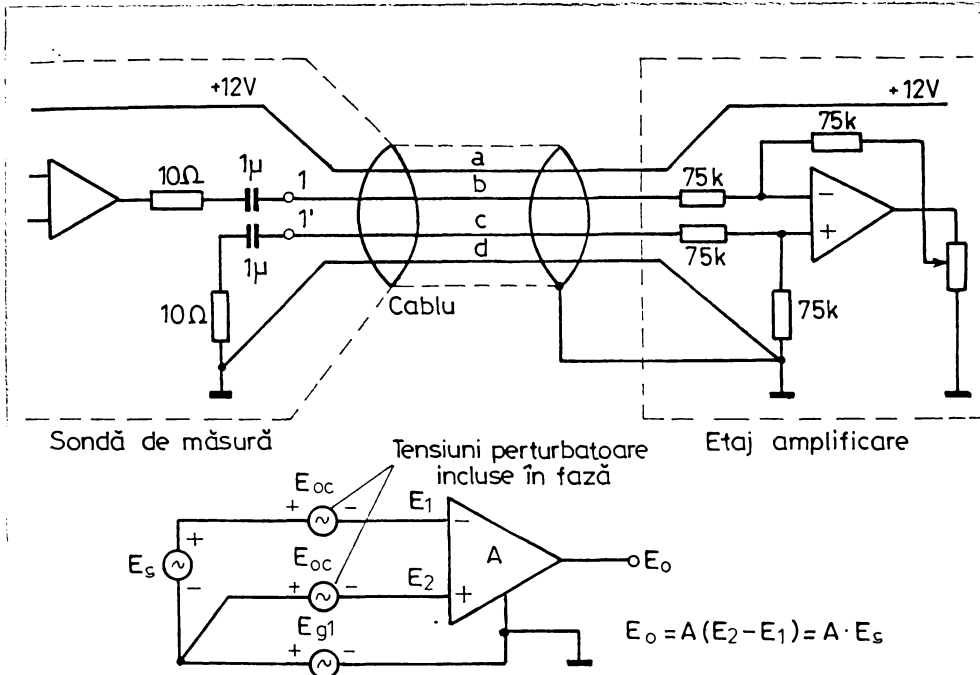 +12V
+12V
75k
10Ω
1µ
1
a
b
75k
−
1'
c
+
d
75k
1µ
10Ω
Cablu
75k
Sondă de măsură
Etaj amplificare
Tensiuni perturbatoare
incluse în fază
Eoc
+ −
E1
−
+
Es
−
Eoc
+ −
E2
+
A
Eo
Eg1
+ −
Eo = A(E2−E1) = A·Es